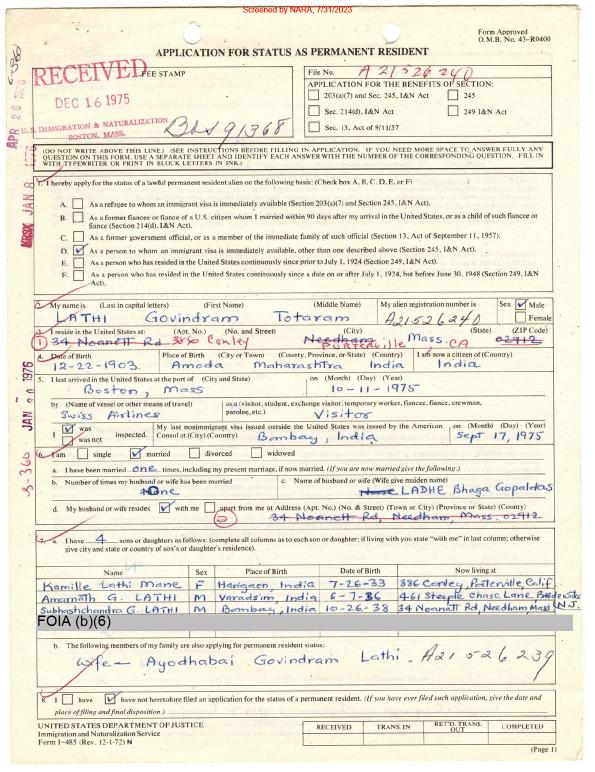 Screened by NARA, 7/31/2023
Form Approved
O.M.B. No. 43-R0400
APPLICATION FOR STATUS AS PERMANENT RESIDENT
RECEIVED
FEE STAMP
DEC 16 1975
U.S. IMMIGRATION & NATURALIZATION
BOSTON, MASS.
Bos 91368
File No. A21526240
APPLICATION FOR THE BENEFITS OF SECTION:
203(a)(7) and Sec. 245, I&N Act 245
Sec. 214(d), I&N Act 249 I&N Act
Sec. 13, Act of 9/11/57
(DO NOT WRITE ABOVE THIS LINE.) (SEE INSTRUCTIONS BEFORE FILLING IN APPLICATION. IF YOU NEED MORE SPACE TO ANSWER FULLY ANY
QUESTION ON THIS FORM, USE A SEPARATE SHEET AND IDENTIFY EACH ANSWER WITH THE NUMBER OF THE CORRESPONDING QUESTION. FILL IN
WITH TYPEWRITER OR PRINT IN BLOCK LETTERS IN INK.)
1. I hereby apply for the status of a lawful permanent resident alien on the following basis: (Check box A, B, C, D, E, or F)
A. As a refugee to whom an immigrant visa is immediately available (Section 203(a)(7) and Section 245, I&N Act).
B. As a former fiancee or fiance of a U.S. citizen whom I married within 90 days after my arrival in the United States, or as a child of such fiancee or
fiance (Section 214(d), I&N Act).
C. As a former government official, or as a member of the immediate family of such official (Section 13, Act of September 11, 1957).
D. As a person to whom an immigrant visa is immediately available, other than one described above (Section 245, I&N Act).
E. As a person who has resided in the United States continuously since prior to July 1, 1924 (Section 249, I&N Act).
F. As a person who has resided in the United States continuously since a date on or after July 1, 1924, but before June 30, 1948 (Section 249, I&N
Act).
2. My name is (Last in capital letters) (First Name) (Middle Name) My alien registration number is Sex Male
LATHI Govindram Totaram A21526240 Female
3. I reside in the United States at: (Apt. No.) (No. and Street) (City) (State) (ZIP Code)
1 34 Noanett Rd 386 Conley Needham Mass. 02912
PORTERVILLE, CA
4. Date of Birth Place of Birth (City or Town) (County, Province, or State) (Country) I am now a citizen of (Country)
12-22-1903. Amoda Maharashtra India India
5. I last arrived in the United States at the port of (City and State) on (Month) (Day) (Year)
Boston, Mass 10-11-1975
by (Name of vessel or other means of travel) as a (visitor, student, exchange visitor, temporary worker, fiancee, fiance, crewman,
parolee, etc.)
Swiss Airlines Visitor
I was
was not inspected. My last nonimmigrant visa issued outside the United States was issued by the American
Consul at (City) (Country) on (Month) (Day) (Year)
Bombay, India Sept 17, 1975
6. I am single married divorced widowed
a. I have been married one times, including my present marriage, if now married. (If you are now married give the following:)
b. Number of times my husband or wife has been married c. Name of husband or wife (Wife give maiden name)
One LADHE Bhaga Gopaldas
d. My husband or wife resides with me apart from me at Address (Apt. No.) (No. & Street) (Town or City) (Province or State) (County)
34 Noanett Rd, Needham, Mass. 02912
7. a. I have 4 sons or daughters as follows: (complete all columns as to each son or daughter; if living with you state "with me" in last column; otherwise
give city and state or country of son's or daughter's residence).
Name Sex Place of Birth Date of Birth Now living at
Kamille Lathi Mane F Harigaon, India 7-26-33 386 Conley, Porterville, Calif
Amarnath G. LATHI M Varadsim, India 6-7-36 461 Steeple Chase Lane
N.J.
Subhashchandra G. LATHI M Bombay, India 10-26-38 34 Noanett Rd, Needham, Mass
FOIA (b)(6)
b. The following members of my family are also applying for permanent resident status:
Wife - Ayodhabai Govindram Lathi. A21 526 239
8. I have have not heretofore filed an application for the status of a permanent resident. (If you have ever filed such application, give the date and
place of filing and final disposition.)
UNITED STATES DEPARTMENT OF JUSTICE
Immigration and Naturalization Service
Form I-485 (Rev. 12-1-72) N
RECEIVED TRANS. IN RET'D-TRANS. OUT COMPLETED
(Page 1)
JAN 20 1976